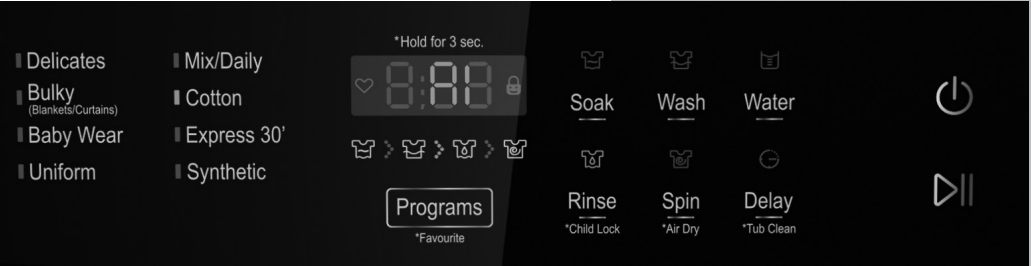 Delicates
Bulky
(Blankets/Curtains)
Baby Wear
Uniform
Mix/Daily
Cotton
Express 30'
Synthetic
*Hold for 3 sec.
AI
Programs
*Favourite
Soak
Wash
Water
Rinse
*Child Lock
Spin
*Air Dry
Delay
*Tub Clean